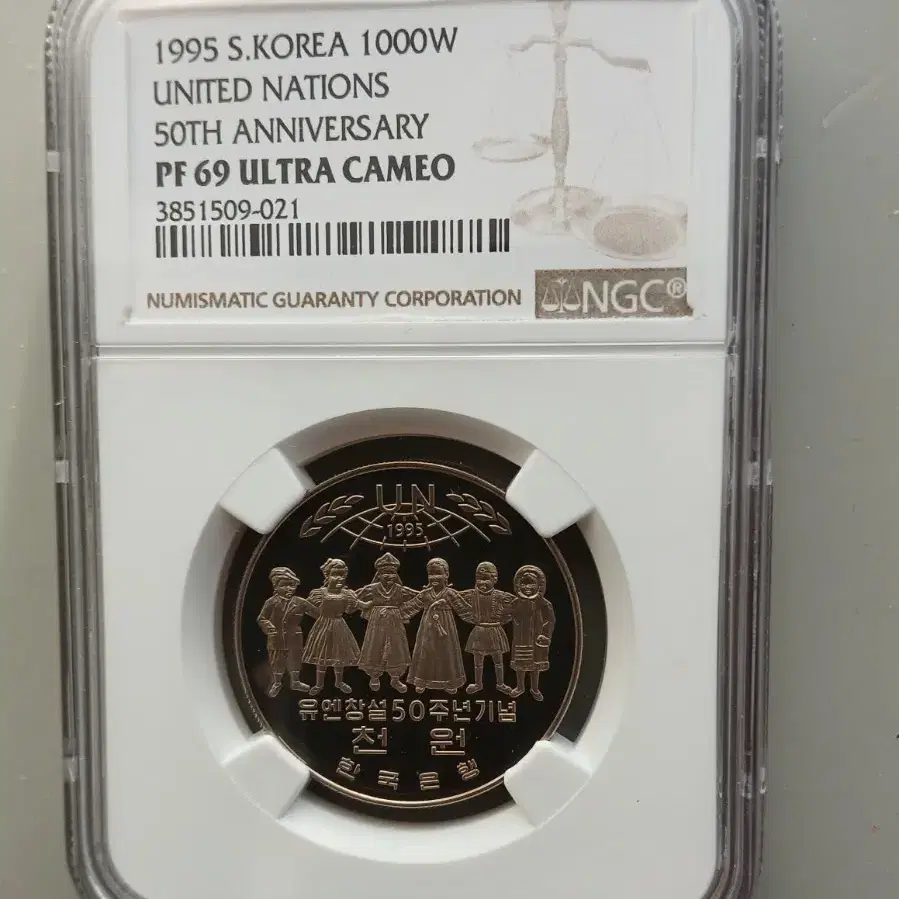 1995 S.KOREA 1000W
UNITED NATIONS
50TH ANNIVERSARY
PF 69 ULTRA CAMEO
3851509-021
NUMISMATIC GUARANTY CORPORATION
NGC®
UN
1995
유엔창설50주년기념
천원
한국은행